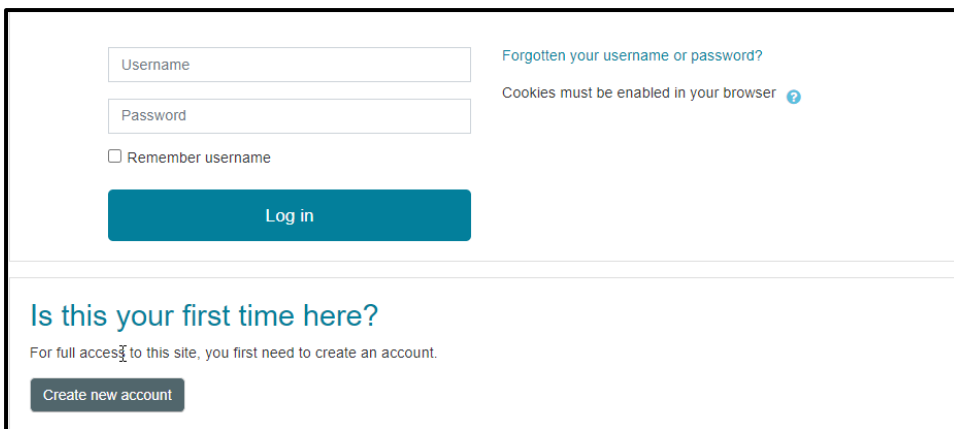 Username
Password
Remember username
Log in
Forgotten your username or password?
Cookies must be enabled in your browser ?
Is this your first time here?
For full access to this site, you first need to create an account.
Create new account